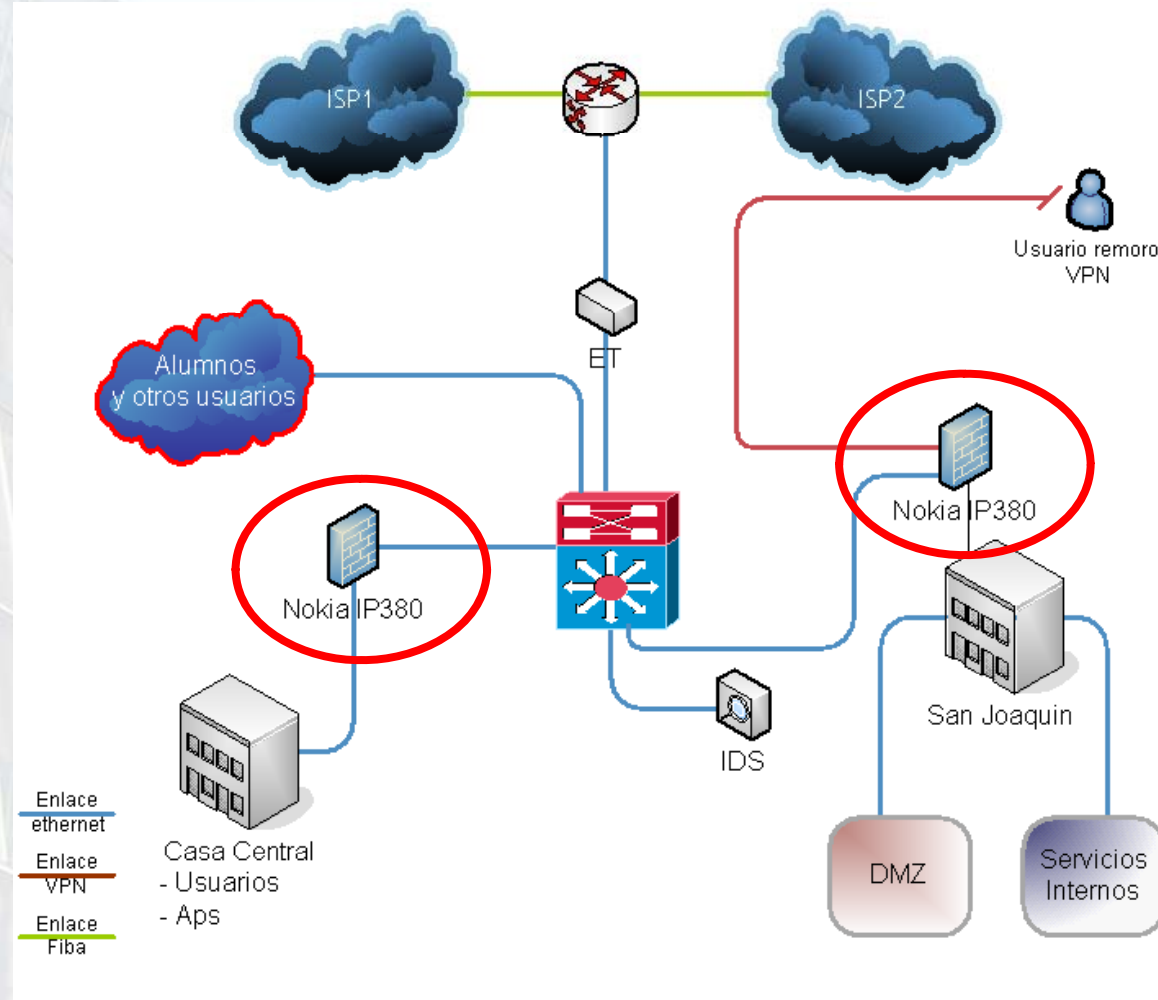 ISP1
ISP2
Usuario remoro
VPN
ET
Alumnos
y otros usuarios
Nokia IP380
Nokia IP380
San Joaquin
IDS
Enlace
ethernet
Enlace
VPN
Enlace
Fiba
Casa Central
- Usuarios
- Aps
DMZ
Servicios
Internos